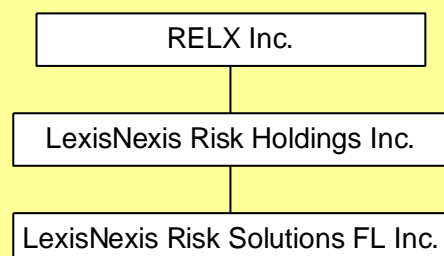 RELX Inc.
LexisNexis Risk Holdings Inc.
LexisNexis Risk Solutions FL Inc.